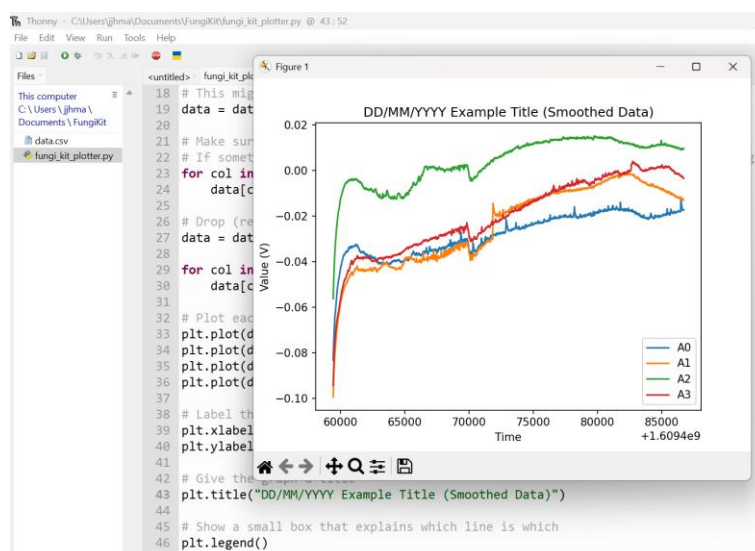 Thonny - C:\Users\jjhma\Documents\FungiKit\fungi_kit_plotter.py @ 43 : 52
File Edit View Run Tools Help
Files
This computer
C: \ Users \ jjhma \
Documents \ FungiKit
data.csv
fungi_kit_plotter.py
<untitled> fungi_kit_plo
18 # This mig
19 data = dat
20
21 # Make sur
22 # If somet
23 for col in
24 data[c
25
26 # Drop (re
27 data = dat
28
29 for col in
30 data[c
31
32 # Plot eac
33 plt.plot(d
34 plt.plot(d
35 plt.plot(d
36 plt.plot(d
37
38 # Label th
39 plt.xlabel
40 plt.ylabel
41
42 # Give the graph a title
43 plt.title("DD/MM/YYYY Example Title (Smoothed Data)")
44
45 # Show a small box that explains which line is which
46 plt.legend()
Figure 1
DD/MM/YYYY Example Title (Smoothed Data)
0.02
0.00
−0.02
−0.04
−0.06
−0.08
−0.10
Value (V)
A0
A1
A2
A3
60000 65000 70000 75000 80000 85000
Time
+1.6094e9